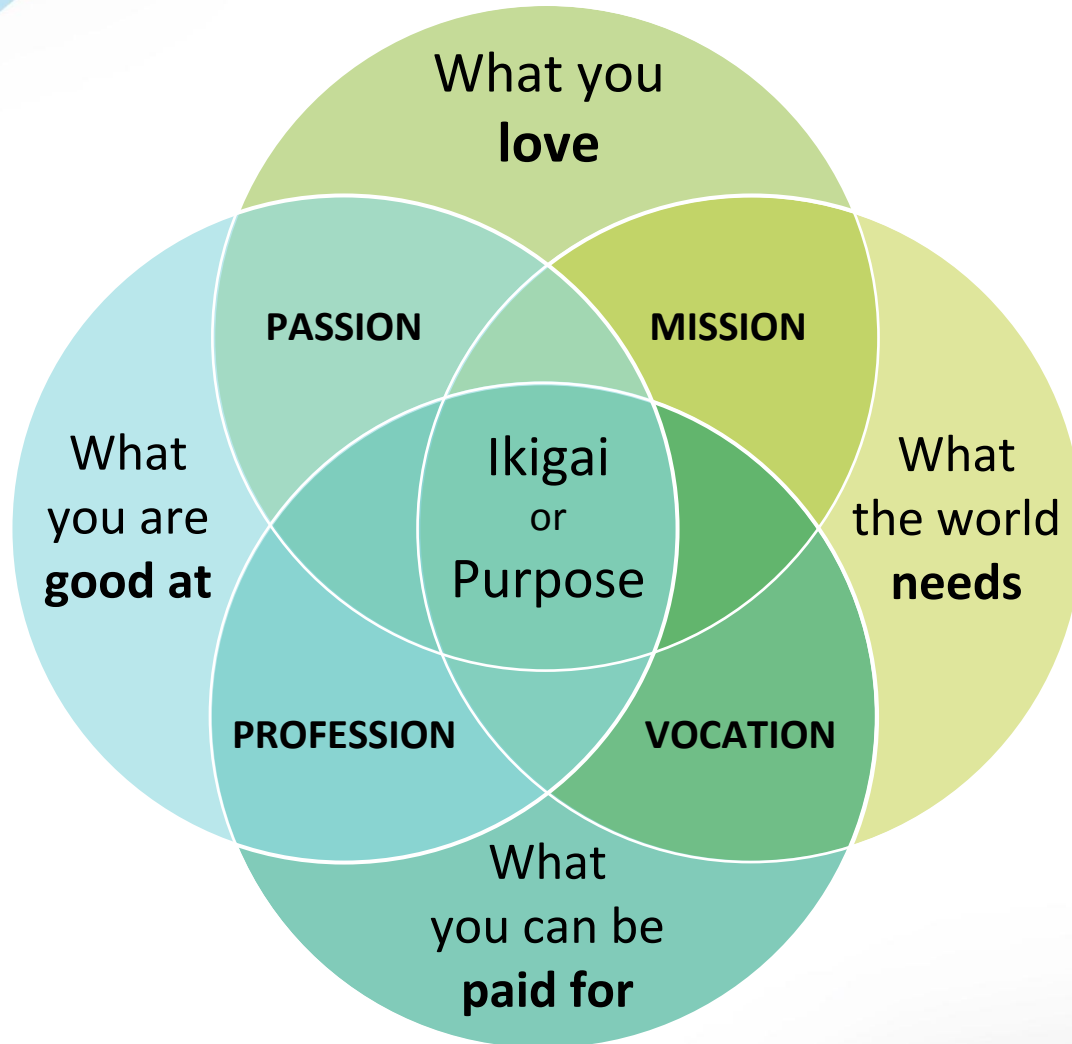 What you
love
PASSION
MISSION
What
you are
good at
Ikigai
or
Purpose
What
the world
needs
PROFESSION
VOCATION
What
you can be
paid for